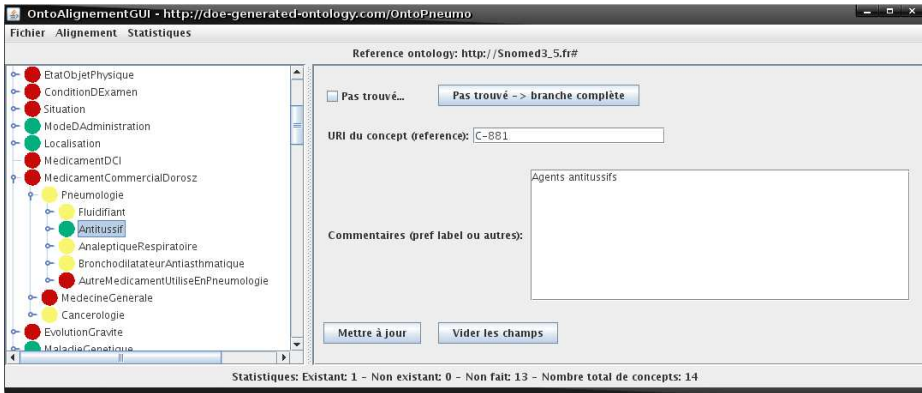 OntoAlignementGUI - http://doe-generated-ontology.com/OntoPneumo
Fichier Alignement Statistiques
Reference ontology: http://Snomed3_5.fr#
EtatObjetPhysique
ConditionDExamen
Situation
ModeDAdministration
Localisation
MedicamentDCI
MedicamentCommercialDorosz
Pneumologie
Fluidifiant
Antitussif
AnaleptiqueRespiratoire
BronchodilatateurAntiasthmatique
AutreMedicamentUtiliseEnPneumologie
MedecineGenerale
Cancerologie
EvolutionGravite
MaladieGenetique
Pas trouvé...
Pas trouvé -> branche complète
URI du concept (reference): C-881
Commentaires (pref label ou autres):
Agents antitussifs
Mettre à jour
Vider les champs
Statistiques: Existant: 1 - Non existant: 0 - Non fait: 13 - Nombre total de concepts: 14